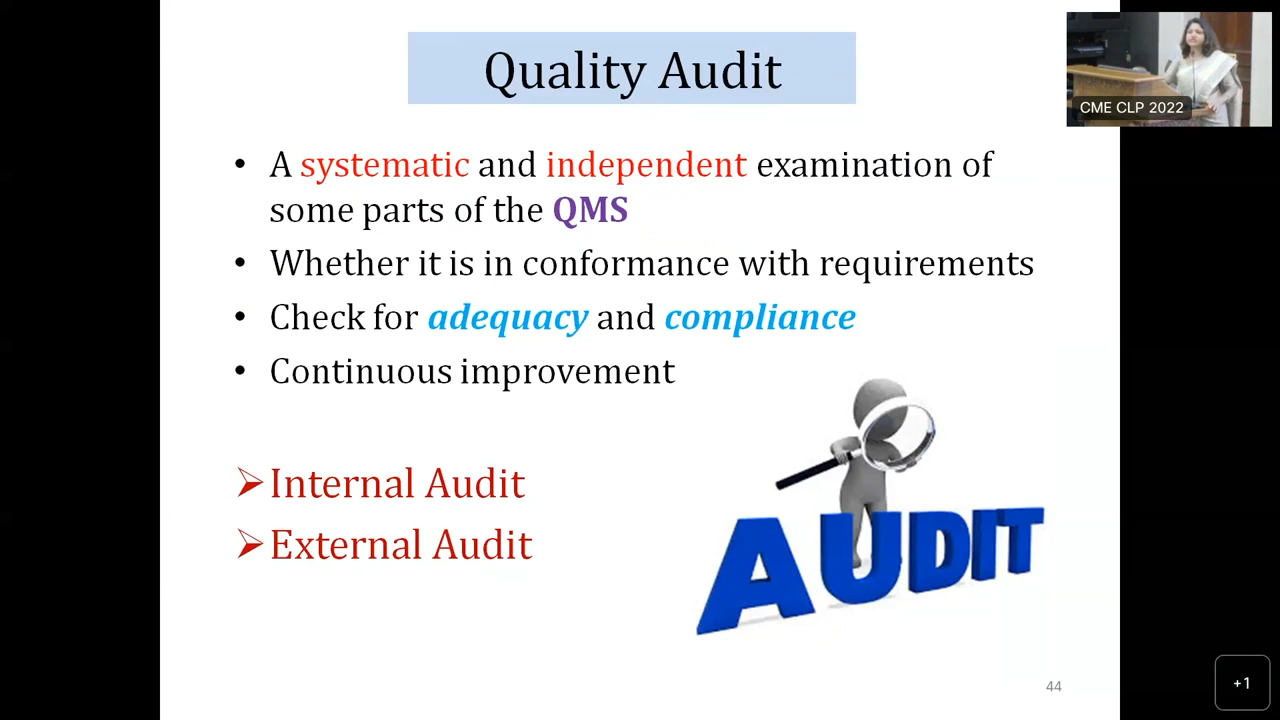 Quality Audit
CME CLP 2022
• A systematic and independent examination of
some parts of the QMS
• Whether it is in conformance with requirements
• Check for adequacy and compliance
• Continuous improvement
➢ Internal Audit
➢ External Audit
AUDIT
44
+1